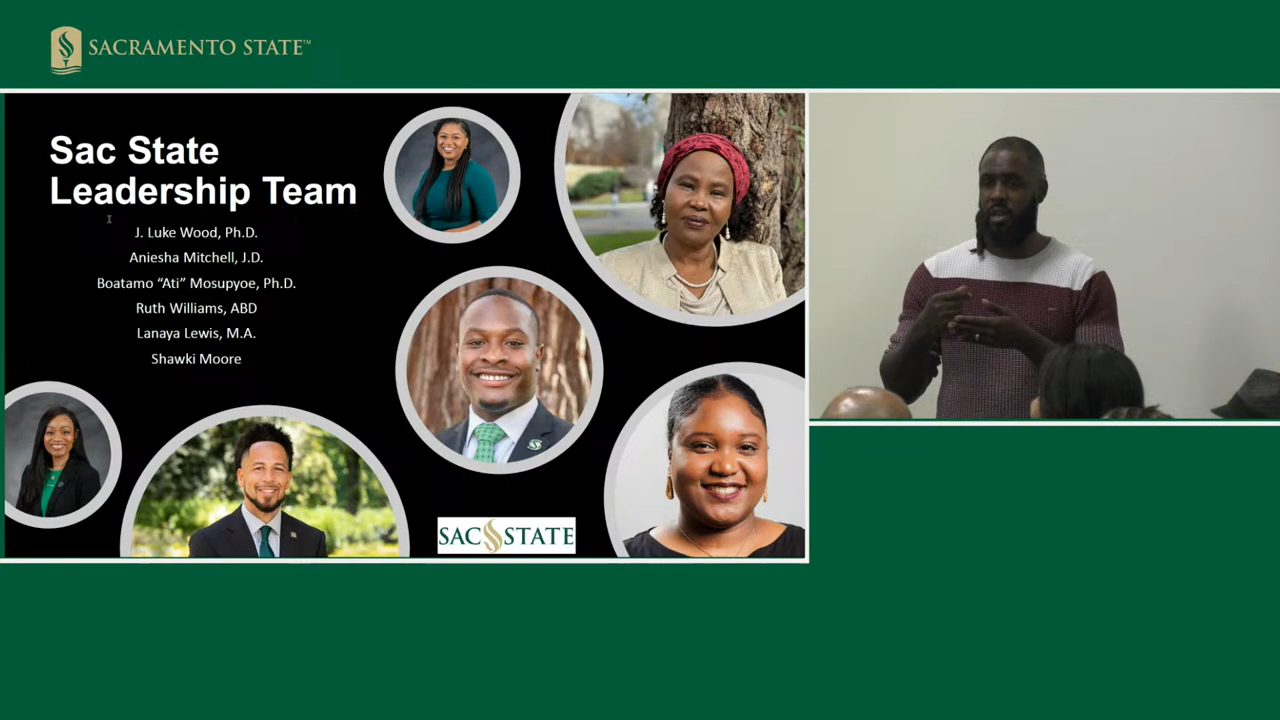 SACRAMENTO STATE™
Sac State
Leadership Team
J. Luke Wood, Ph.D.
Aniesha Mitchell, J.D.
Boatamo “Ati” Mosupyoe, Ph.D.
Ruth Williams, ABD
Lanaya Lewis, M.A.
Shawki Moore
SAC STATE